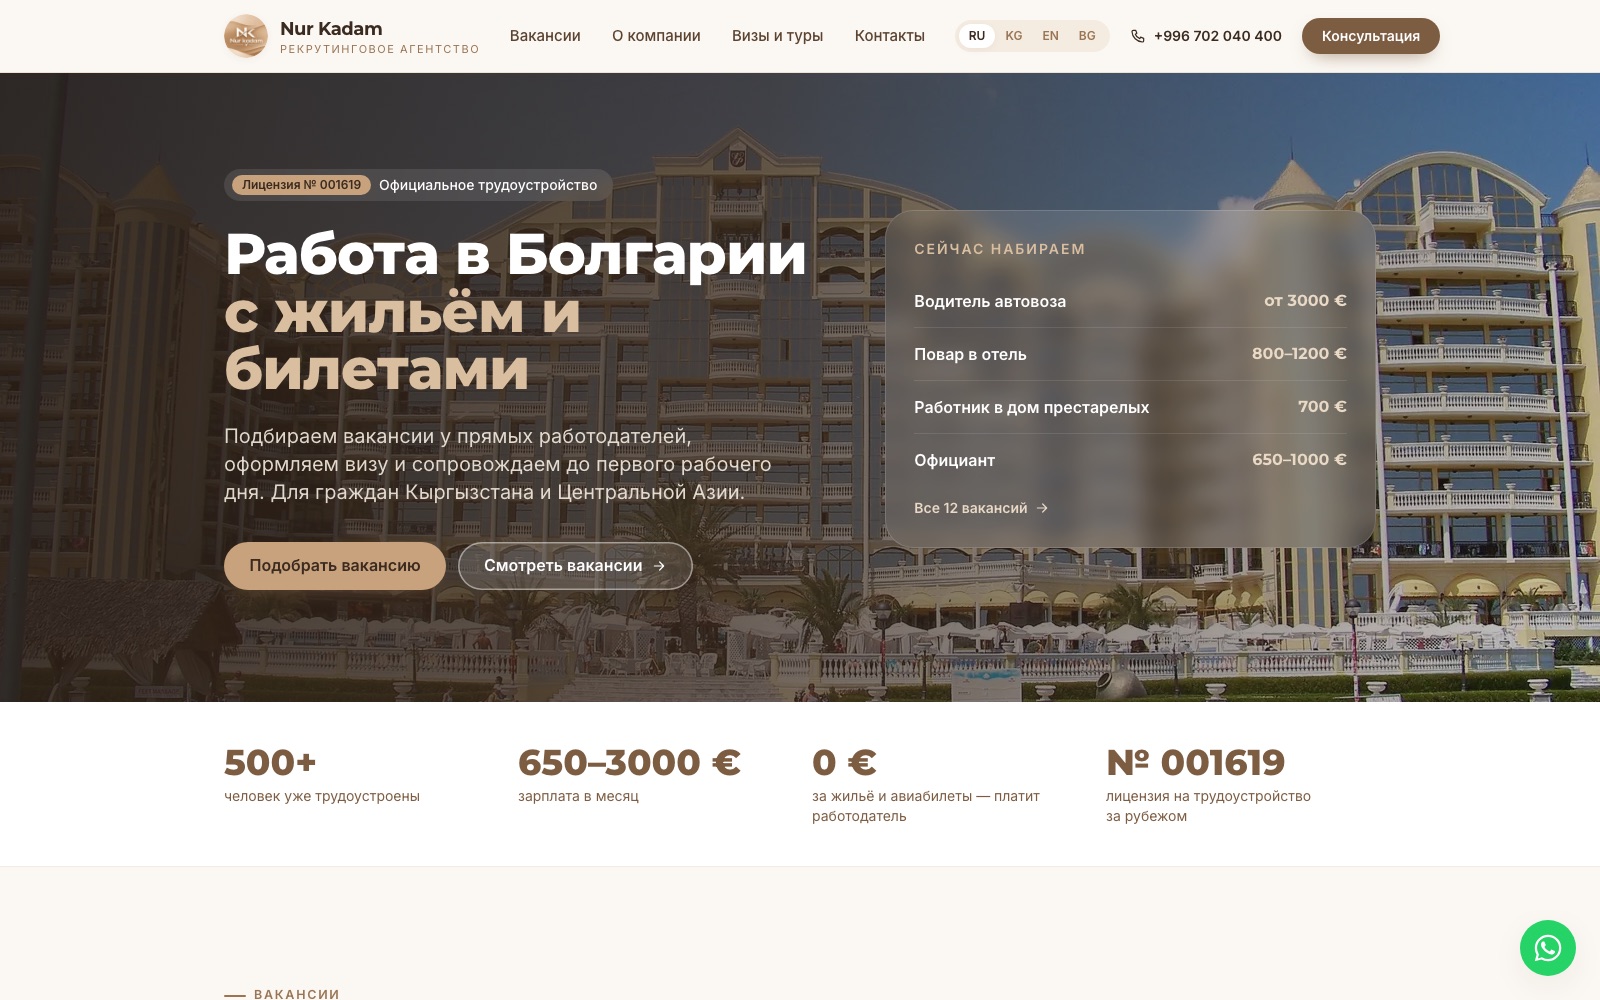 Nur Kadam
РЕКРУТИНГОВОЕ АГЕНТСТВО
Вакансии
О компании
Визы и туры
Контакты
RU
KG
EN
BG
+996 702 040 400
Консультация
Лицензия № 001619
Официальное трудоустройство
Работа в Болгарии
с жильём и
билетами
Подбираем вакансии у прямых работодателей,
оформляем визу и сопровождаем до первого рабочего
дня. Для граждан Кыргызстана и Центральной Азии.
Подобрать вакансию
Смотреть вакансии →
СЕЙЧАС НАБИРАЕМ
Водитель автовоза от 3000 €
Повар в отель 800–1200 €
Работник в дом престарелых 700 €
Официант 650–1000 €
Все 12 вакансий →
500+
человек уже трудоустроены
650–3000 €
зарплата в месяц
0 €
за жильё и авиабилеты — платит
работодатель
№ 001619
лицензия на трудоустройство
за рубежом
ВАКАНСИИ